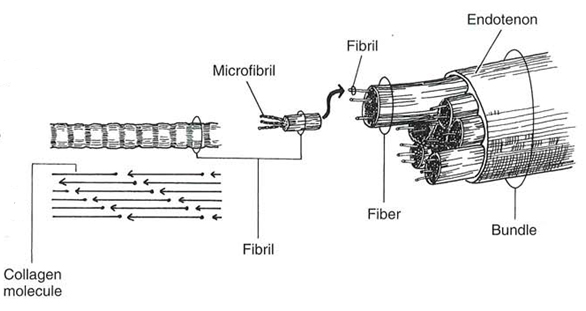 Endotenon
Fibril
Microfibril
Fiber
Bundle
Fibril
Collagen
molecule